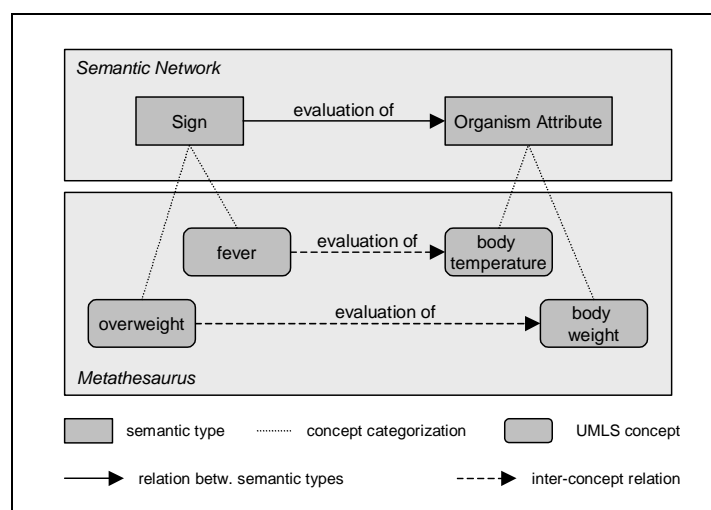 Semantic Network
evaluation of
Sign
Organism Attribute
evaluation of
fever
body
temperature
evaluation of
overweight
body
weight
Metathesaurus
semantic type
concept categorization
UMLS concept
relation betw. semantic types
inter-concept relation